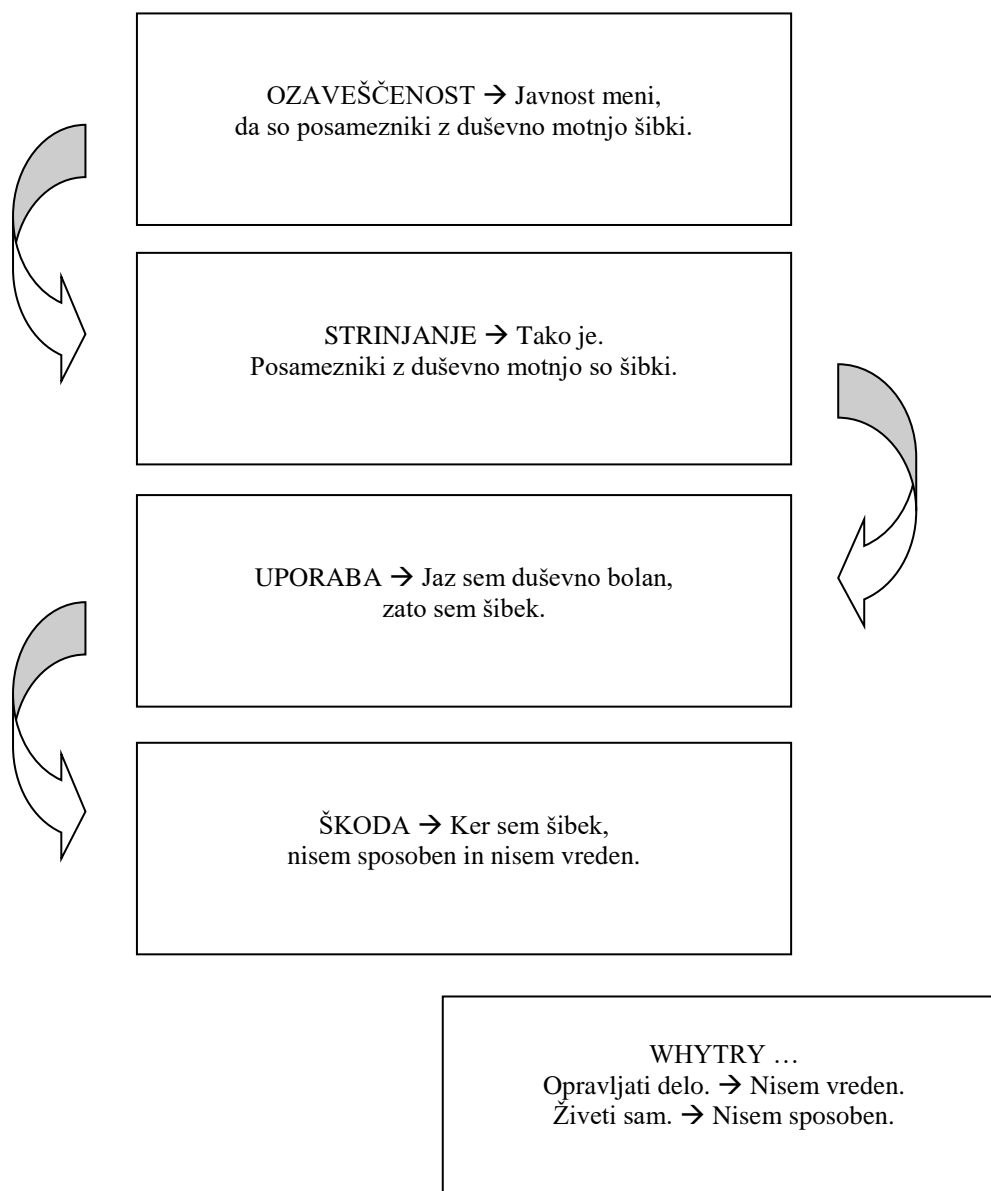 OZAVEŠČENOST → Javnost meni,
da so posamezniki z duševno motnjo šibki.
STRINJANJE → Tako je.
Posamezniki z duševno motnjo so šibki.
UPORABA → Jaz sem duševno bolan,
zato sem šibek.
ŠKODA → Ker sem šibek,
nisem sposoben in nisem vreden.
WHYTRY …
Opravljati delo. → Nisem vreden.
Živeti sam. → Nisem sposoben.